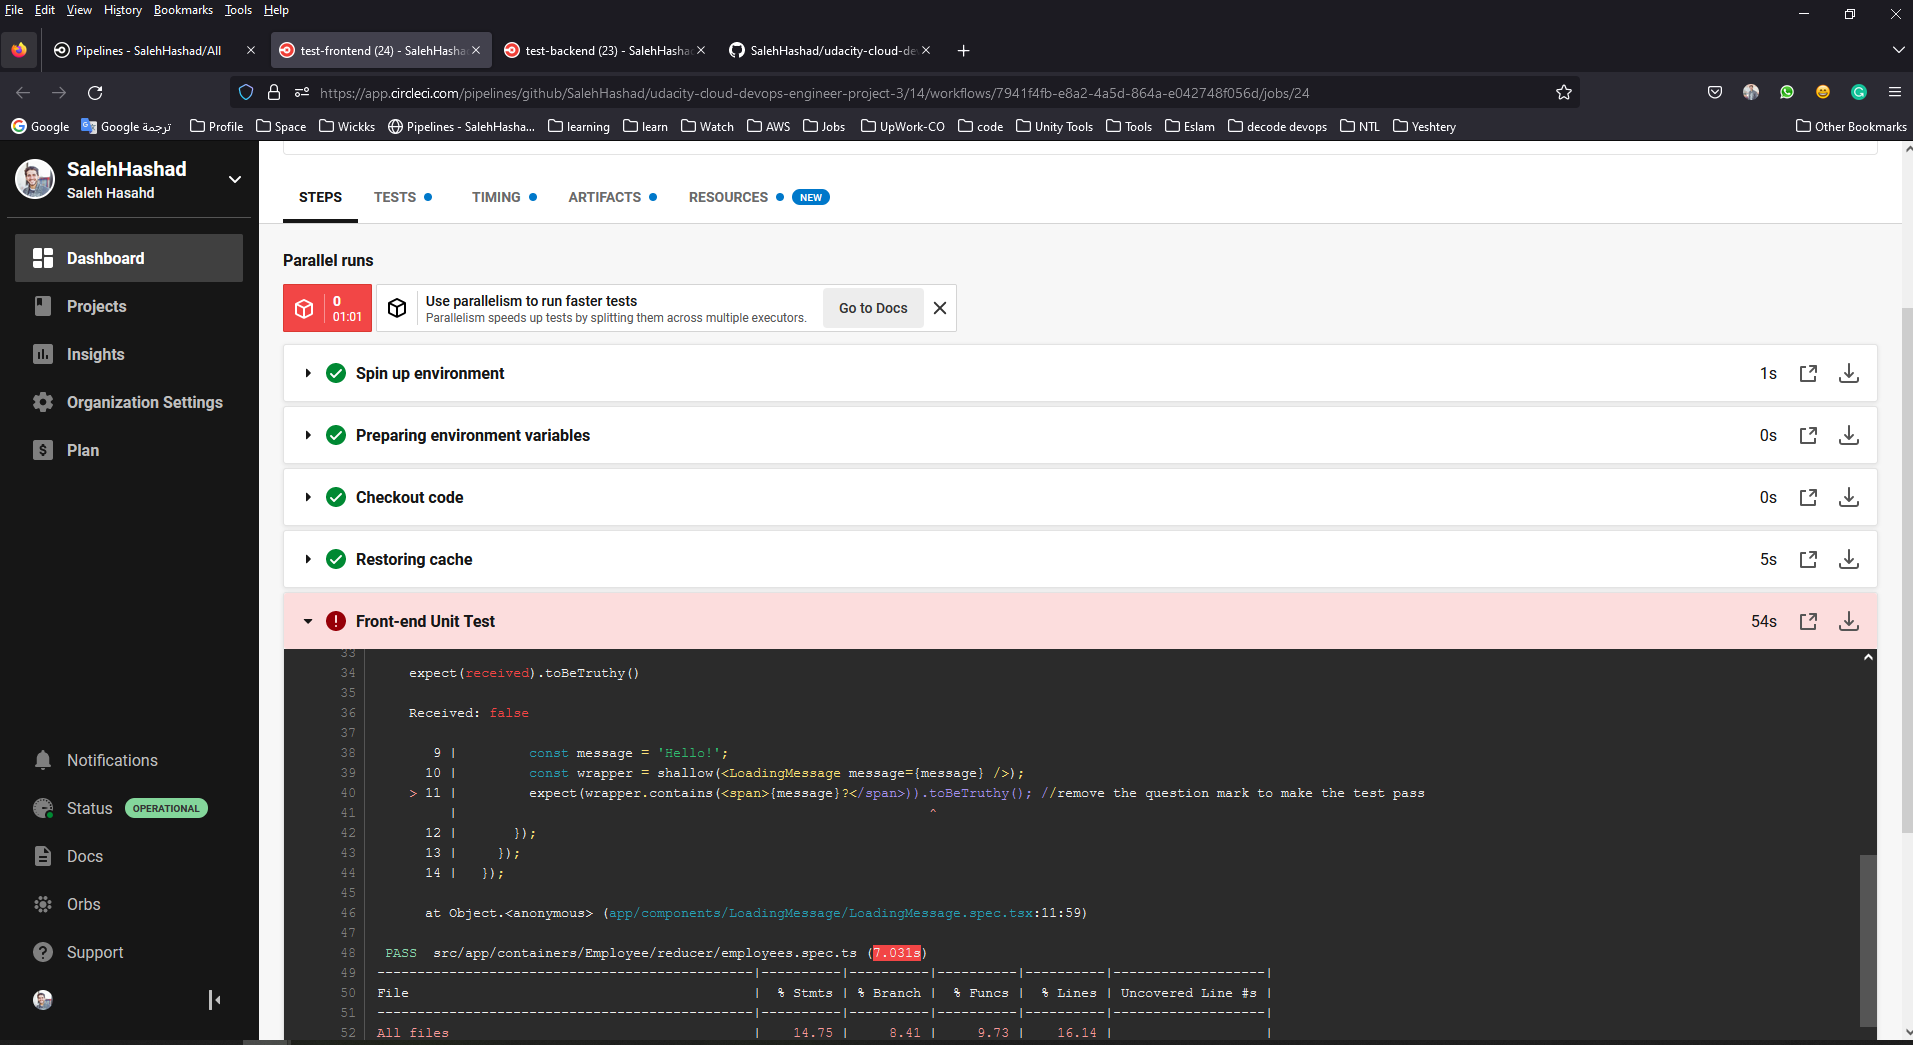 File Edit View History Bookmarks Tools Help
Pipelines - SalehHashad/All
test-frontend (24) - SalehHasha
test-backend (23) - SalehHasha
SalehHashad/udacity-cloud-de
https://app.circleci.com/pipelines/github/SalehHashad/udacity-cloud-devops-engineer-project-3/14/workflows/7941f4fb-e8a2-4a5d-864a-e042748f056d/jobs/24
Google ترجمة Google Profile Space Wickks Pipelines - SalehHasha... learning learn Watch AWS Jobs UpWork-CO code Unity Tools Tools Eslam decode devops NTL Yeshtery Other Bookmarks
SalehHashad
Saleh Hasahd
Dashboard
Projects
Insights
Organization Settings
Plan
Notifications
Status OPERATIONAL
Docs
Orbs
Support
STEPS TESTS TIMING ARTIFACTS RESOURCES NEW
Parallel runs
0
01:01
Use parallelism to run faster tests
Parallelism speeds up tests by splitting them across multiple executors.
Go to Docs
Spin up environment 1s
Preparing environment variables 0s
Checkout code 0s
Restoring cache 5s
Front-end Unit Test 54s
33
34 expect(received).toBeTruthy()
35
36 Received: false
37
38 9 | const message = 'Hello!';
39 10 | const wrapper = shallow(<LoadingMessage message={message} />);
40 > 11 | expect(wrapper.contains(<span>{message}?</span>)).toBeTruthy(); //remove the question mark to make the test pass
41 | ^
42 12 | });
43 13 | });
44 14 | });
45
46 at Object.<anonymous> (app/components/LoadingMessage/LoadingMessage.spec.tsx:11:59)
47
48 PASS src/app/containers/Employee/reducer/employees.spec.ts (7.031s)
49 -----------------------------------------------|----------|----------|----------|----------|-------------------|
50 File | % Stmts | % Branch | % Funcs | % Lines | Uncovered Line #s |
51 -----------------------------------------------|----------|----------|----------|----------|-------------------|
52 All files | 14.75 | 8.41 | 9.73 | 16.14 | |